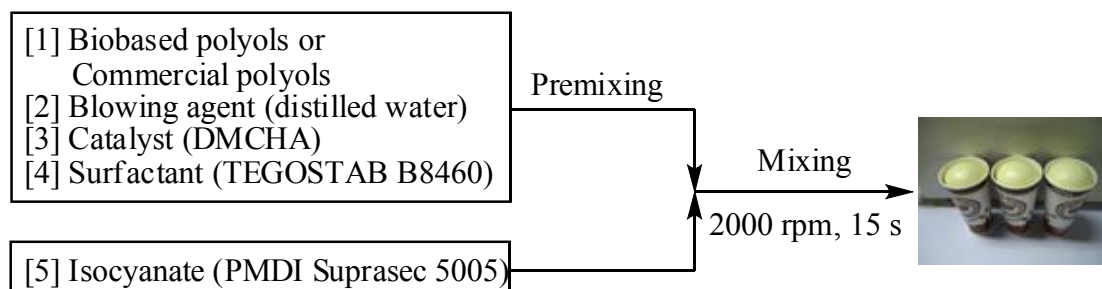 [1] Biobased polyols or
Commercial polyols
[2] Blowing agent (distilled water)
[3] Catalyst (DMCHA)
[4] Surfactant (TEGOSTAB B8460)
Premixing
Mixing
2000 rpm, 15 s
[5] Isocyanate (PMDI Suprasec 5005)